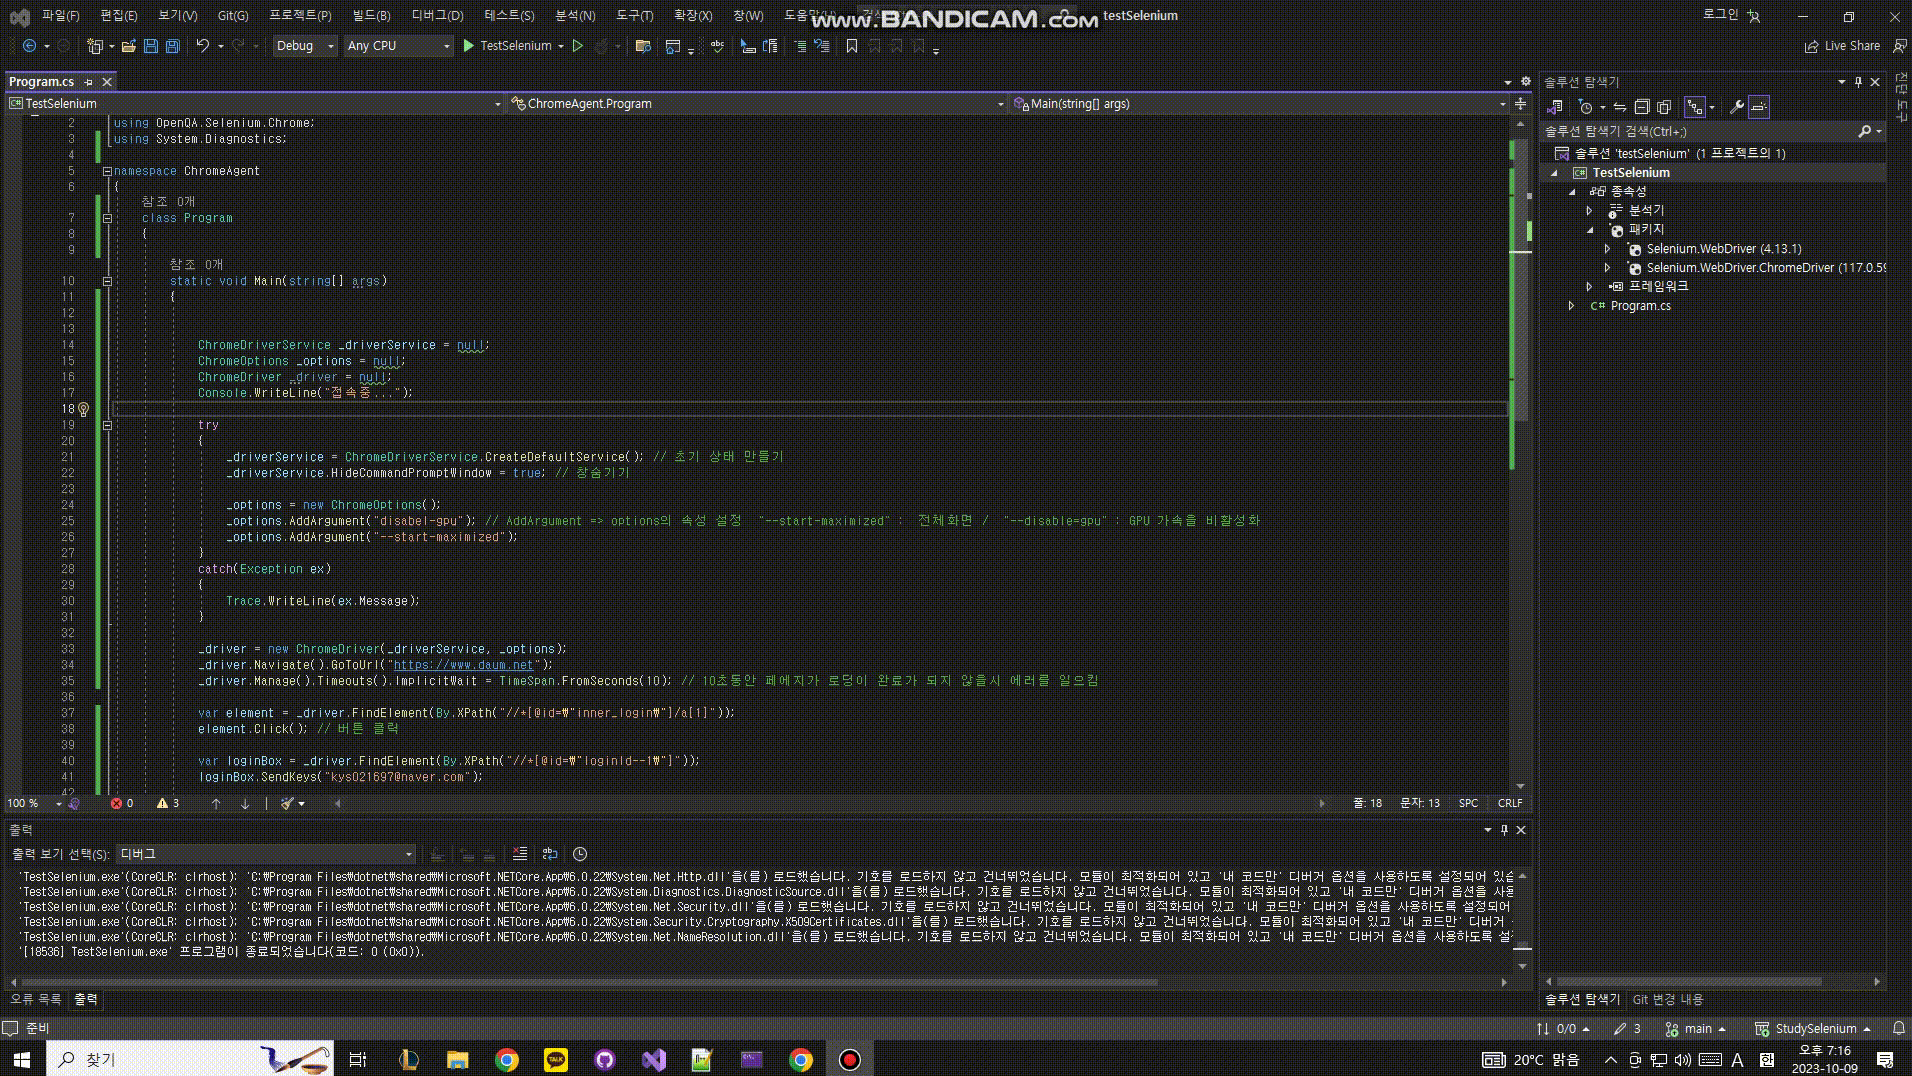 파일(F) 편집(E) 보기(V) Git(G) 프로젝트(P) 빌드(B) 디버그(D) 테스트(S) 분석(N) 도구(T) 확장(X) 창(W) www.BANDICAM.com testSelenium 로그인
Debug Any CPU TestSelenium Live Share
Program.cs
TestSelenium ChromeAgent.Program Main(string[] args)
2 using OpenQA.Selenium.Chrome;
3 using System.Diagnostics;
4
5 namespace ChromeAgent
6 {
참조 0개
7 class Program
8 {
9
참조 0개
10 static void Main(string[] args)
11 {
12
13
14 ChromeDriverService _driverService = null;
15 ChromeOptions _options = null;
16 ChromeDriver _driver = null;
17 Console.WriteLine("접속중...");
18
19 try
20 {
21 _driverService = ChromeDriverService.CreateDefaultService(); // 초기 상태 만들기
22 _driverService.HideCommandPromptWindow = true; // 창숨기기
23
24 _options = new ChromeOptions();
25 _options.AddArgument("disabel-gpu"); // AddArgument => options의 속성 설정 "--start-maximized" : 전체화면 / "--disable=gpu" : GPU 가속을 비활성화
26 _options.AddArgument("--start-maximized");
27 }
28 catch(Exception ex)
29 {
30 Trace.WriteLine(ex.Message);
31 }
32
33 _driver = new ChromeDriver(_driverService, _options);
34 _driver.Navigate().GoToUrl("https://www.daum.net");
35 _driver.Manage().Timeouts().ImplicitWait = TimeSpan.FromSeconds(10); // 10초동안 페에지가 로딩이 완료가 되지 않을시 에러를 일으킴
36
37 var element = _driver.FindElement(By.XPath("//*[@id=₩"inner_login₩"]/a[1]"));
38 element.Click(); // 버튼 클릭
39
40 var loginBox = _driver.FindElement(By.XPath("//*[@id=₩"loginId--1₩"]"));
41 loginBox.SendKeys("kys021697@naver.com");
42
100 % 0 3 줄: 18 문자: 13 SPC CRLF
출력
출력 보기 선택(S): 디버그
'TestSelenium.exe'(CoreCLR: clrhost): 'C:₩Program Files₩dotnet₩shared₩Microsoft.NETCore.App₩6.0.22₩System.Net.Http.dll'을(를) 로드했습니다. 기호를 로드하지 않고 건너뛰었습니다. 모듈이 최적화되어 있고 '내 코드만' 디버거 옵션을 사용하도록 설정되어 있습
'TestSelenium.exe'(CoreCLR: clrhost): 'C:₩Program Files₩dotnet₩shared₩Microsoft.NETCore.App₩6.0.22₩System.Diagnostics.DiagnosticSource.dll'을(를) 로드했습니다. 기호를 로드하지 않고 건너뛰었습니다. 모듈이 최적화되어 있고 '내 코드만' 디버거 옵션을 사용
'TestSelenium.exe'(CoreCLR: clrhost): 'C:₩Program Files₩dotnet₩shared₩Microsoft.NETCore.App₩6.0.22₩System.Net.Security.dll'을(를) 로드했습니다. 기호를 로드하지 않고 건너뛰었습니다. 모듈이 최적화되어 있고 '내 코드만' 디버거 옵션을 사용하도록 설정되어
'TestSelenium.exe'(CoreCLR: clrhost): 'C:₩Program Files₩dotnet₩shared₩Microsoft.NETCore.App₩6.0.22₩System.Security.Cryptography.X509Certificates.dll'을(를) 로드했습니다. 기호를 로드하지 않고 건너뛰었습니다. 모듈이 최적화되어 있고 '내 코드만' 디버거
'TestSelenium.exe'(CoreCLR: clrhost): 'C:₩Program Files₩dotnet₩shared₩Microsoft.NETCore.App₩6.0.22₩System.Net.NameResolution.dll'을(를) 로드했습니다. 기호를 로드하지 않고 건너뛰었습니다. 모듈이 최적화되어 있고 '내 코드만' 디버거 옵션을 사용하도록
'[18536] TestSelenium.exe' 프로그램이 종료되었습니다(코드: 0 (0x0)).
오류 목록 출력
솔루션 탐색기
솔루션 탐색기 검색(Ctrl+;)
솔루션 'testSelenium' (1 프로젝트의 1)
TestSelenium
종속성
분석기
패키지
Selenium.WebDriver (4.13.1)
Selenium.WebDriver.ChromeDriver (117.0.59
프레임워크
C# Program.cs
솔루션 탐색기 Git 변경 내용
준비 0/0 3 main StudySelenium
찾기 TALK 20°C 맑음 A 오후 7:16
2023-10-09